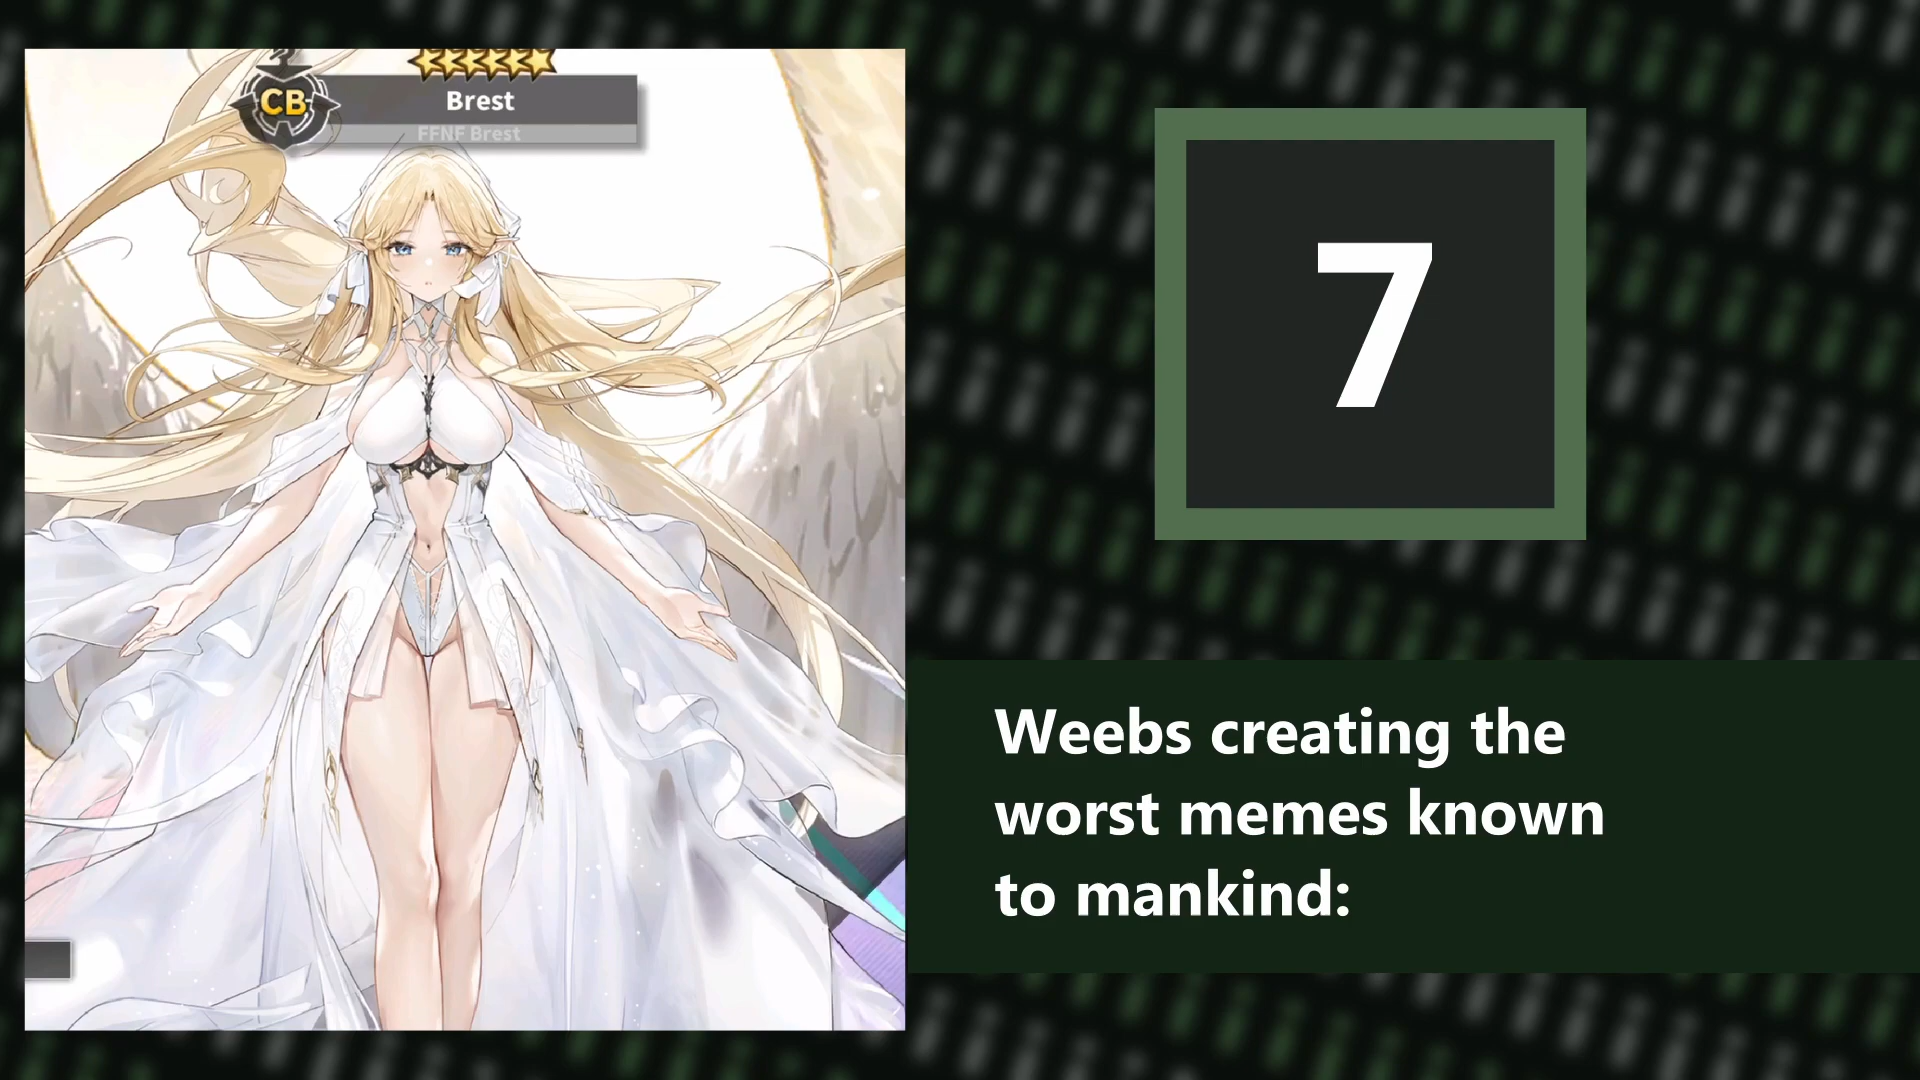 CB
Brest
FFNF Brest
7
Weebs creating the
worst memes known
to mankind: